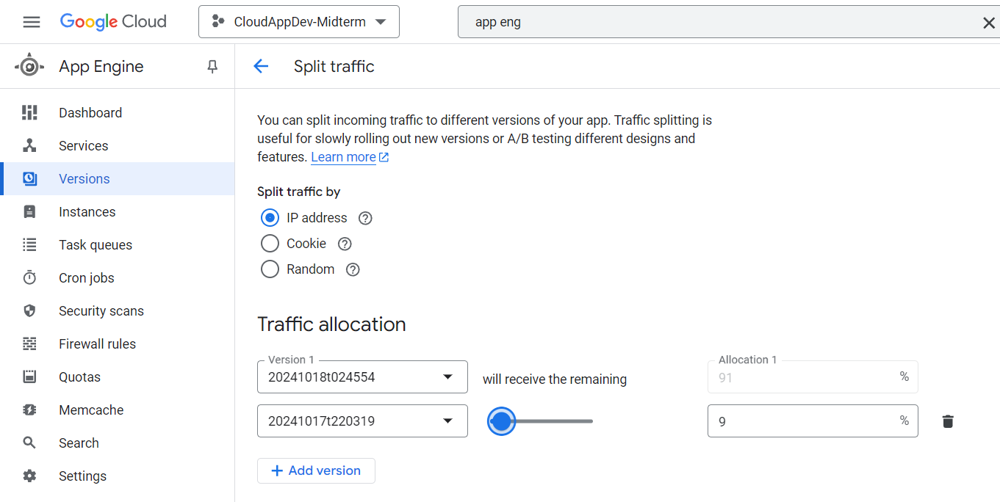 Google Cloud
CloudAppDev-Midterm
app eng
App Engine
Split traffic
Dashboard
Services
Versions
Instances
Task queues
Cron jobs
Security scans
Firewall rules
Quotas
Memcache
Search
Settings
You can split incoming traffic to different versions of your app. Traffic splitting is
useful for slowly rolling out new versions or A/B testing different designs and
features. Learn more
Split traffic by
IP address
Cookie
Random
Traffic allocation
Version 1
20241018t024554
will receive the remaining
Allocation 1
91 %
20241017t220319
9 %
+ Add version